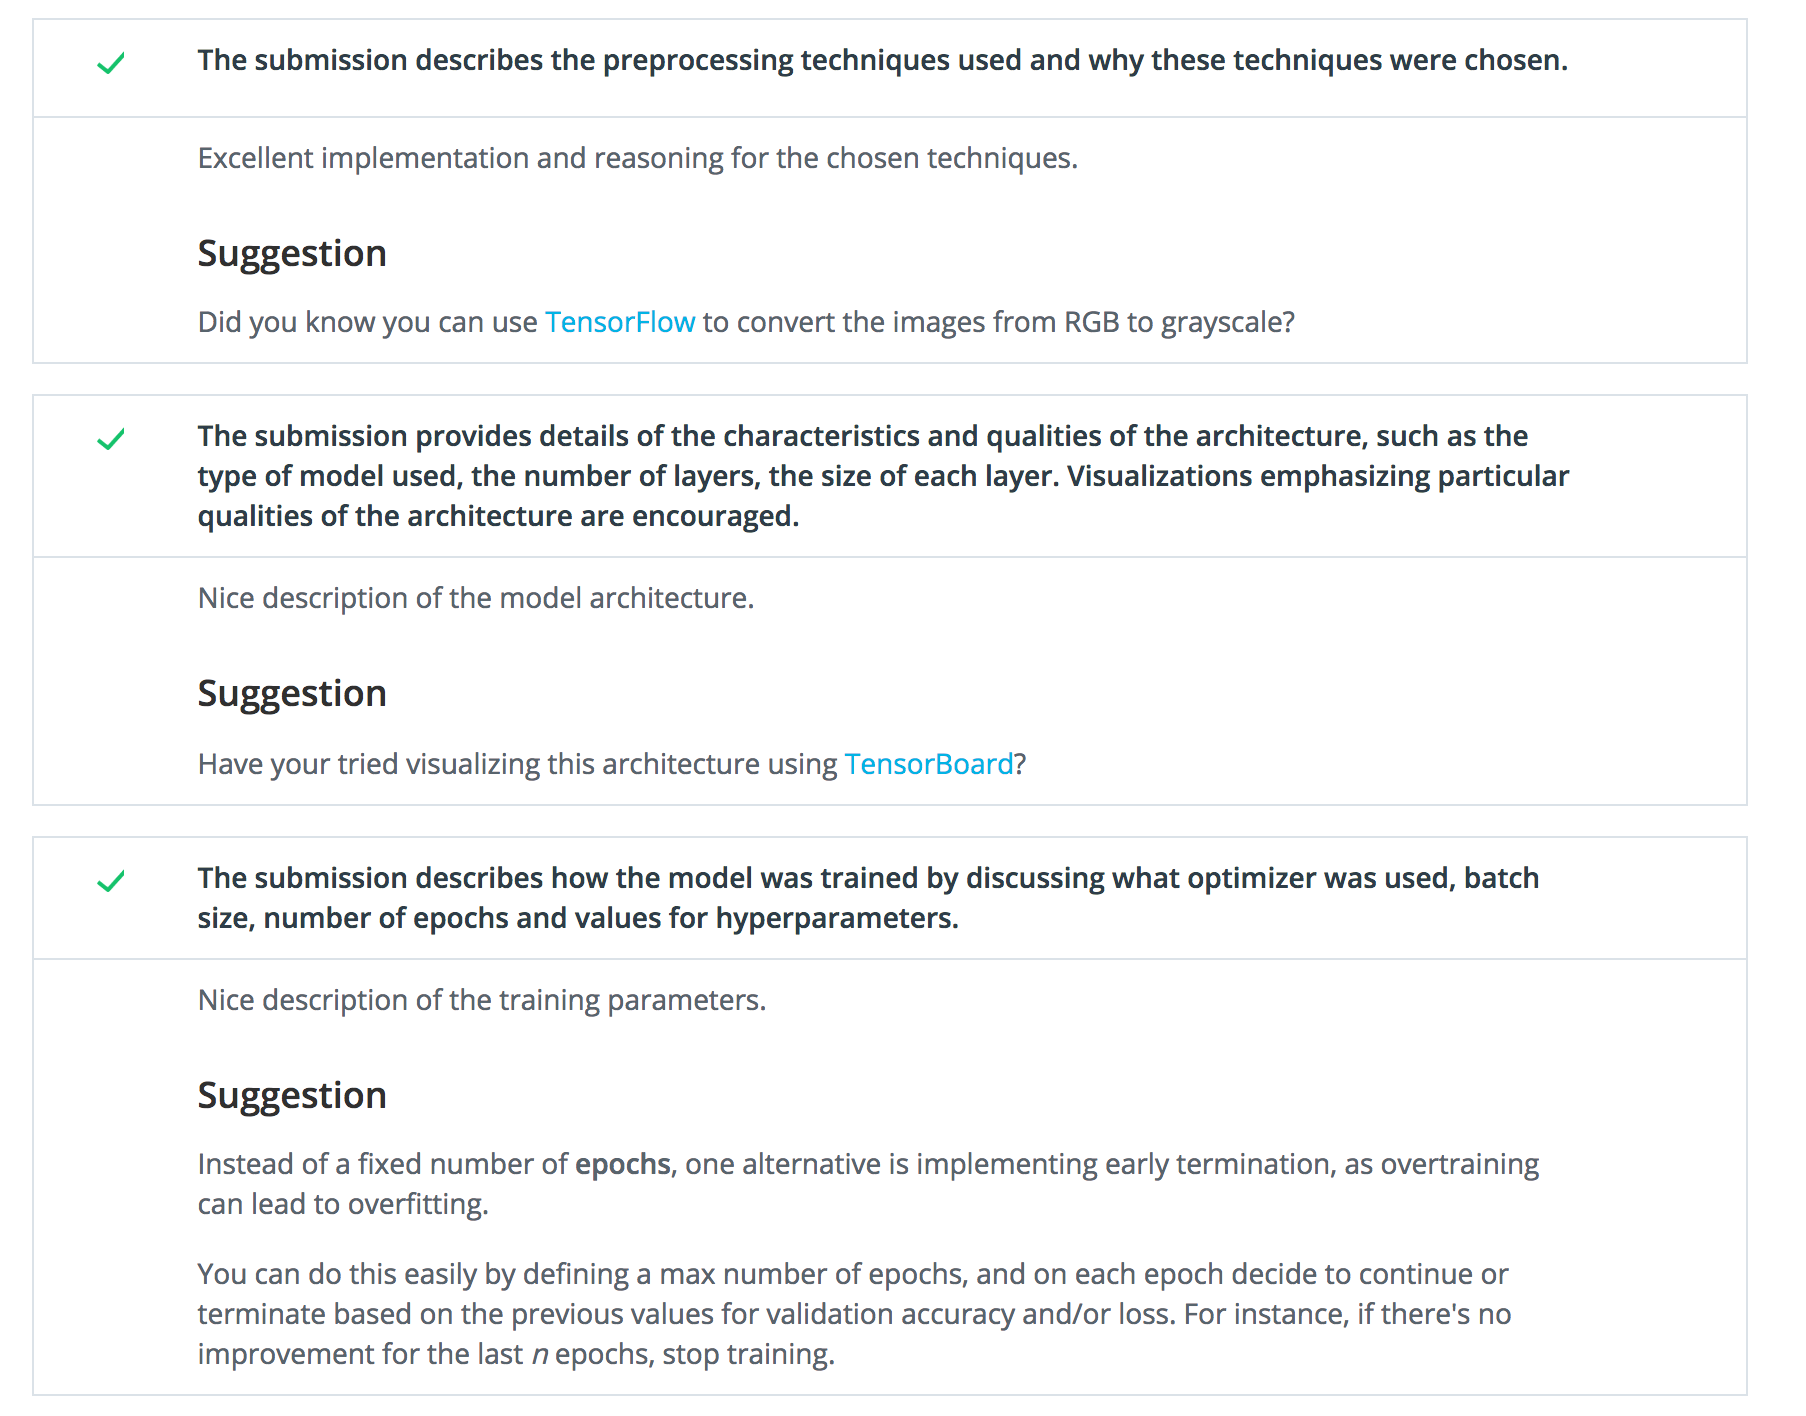 The submission describes the preprocessing techniques used and why these techniques were chosen.
Excellent implementation and reasoning for the chosen techniques.
Suggestion
Did you know you can use TensorFlow to convert the images from RGB to grayscale?
The submission provides details of the characteristics and qualities of the architecture, such as the
type of model used, the number of layers, the size of each layer. Visualizations emphasizing particular
qualities of the architecture are encouraged.
Nice description of the model architecture.
Suggestion
Have your tried visualizing this architecture using TensorBoard?
The submission describes how the model was trained by discussing what optimizer was used, batch
size, number of epochs and values for hyperparameters.
Nice description of the training parameters.
Suggestion
Instead of a fixed number of epochs, one alternative is implementing early termination, as overtraining
can lead to overfitting.
You can do this easily by defining a max number of epochs, and on each epoch decide to continue or
terminate based on the previous values for validation accuracy and/or loss. For instance, if there's no
improvement for the last n epochs, stop training.